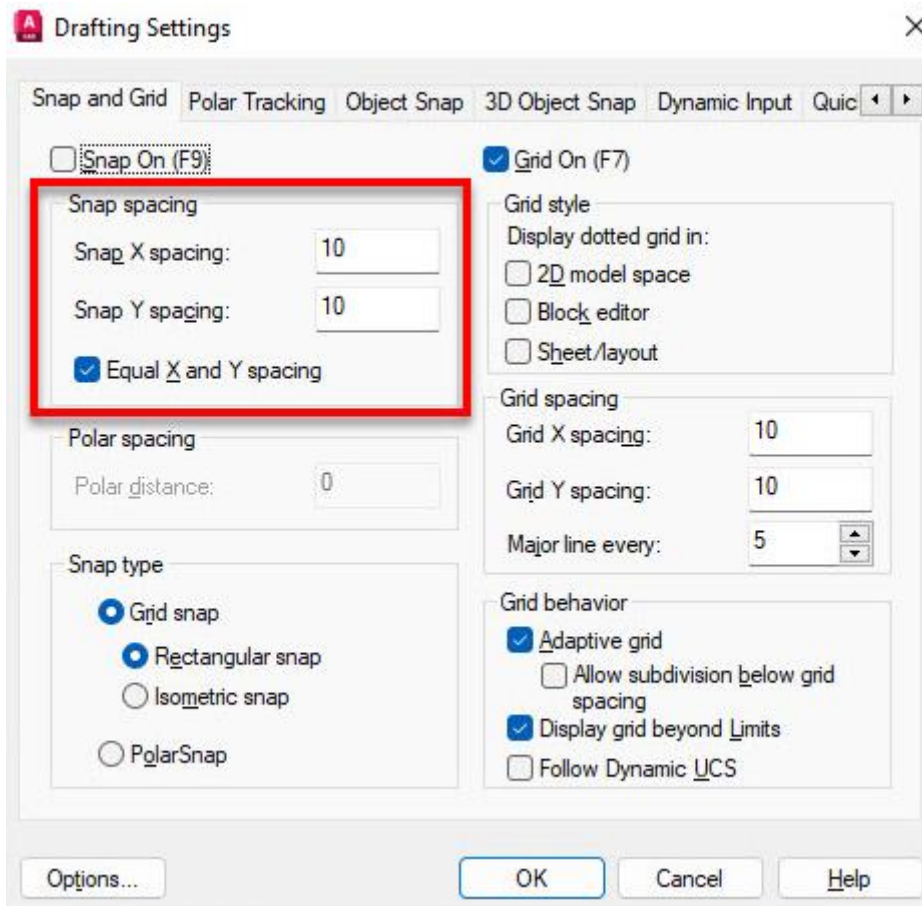 Drafting Settings
Snap and Grid Polar Tracking Object Snap 3D Object Snap Dynamic Input Quic
Snap On (F9)
Snap spacing
Snap X spacing: 10
Snap Y spacing: 10
Equal X and Y spacing
Polar spacing
Polar distance: 0
Snap type
Grid snap
Rectangular snap
Isometric snap
PolarSnap
Grid On (F7)
Grid style
Display dotted grid in:
2D model space
Block editor
Sheet/layout
Grid spacing
Grid X spacing: 10
Grid Y spacing: 10
Major line every: 5
Grid behavior
Adaptive grid
Allow subdivision below grid
spacing
Display grid beyond Limits
Follow Dynamic UCS
Options... OK Cancel Help